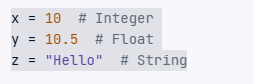 x = 10  # Integer
y = 10.5  # Float
z = "Hello"  # String